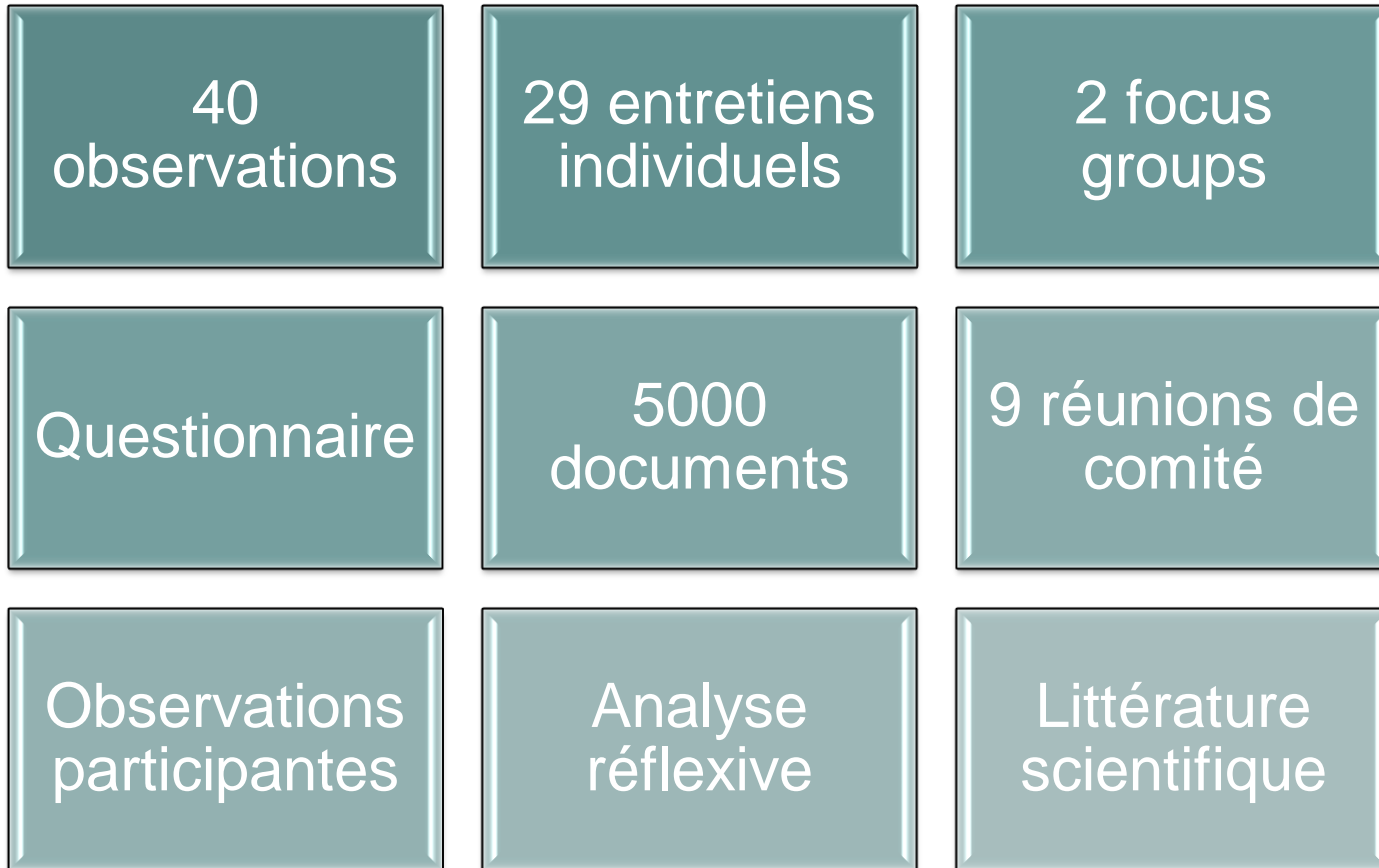 40
observations
29 entretiens
individuels
2 focus
groups
Questionnaire
5000
documents
9 réunions de
comité
Observations
participantes
Analyse
réflexive
Littérature
scientifique